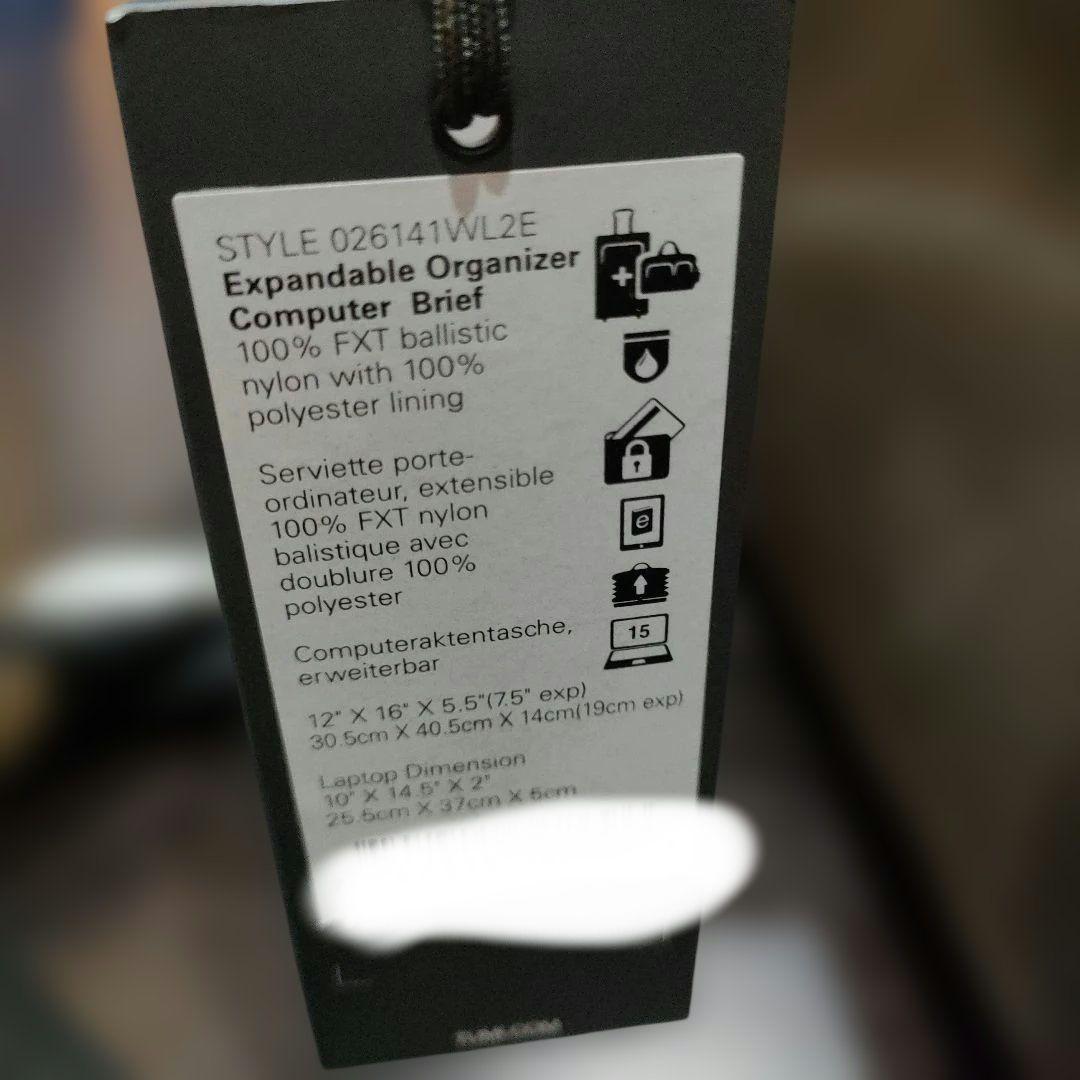 STYLE 026141WL2E
Expandable Organizer
Computer Brief
100% FXT ballistic
nylon with 100%
polyester lining
Serviette porte-
ordinateur, extensible
100% FXT nylon
balistique avec
doublure 100%
polyester
Computeraktentasche,
erweiterbar
12" X 16" X 5.5"(7.5" exp)
30.5cm X 40.5cm X 14cm(19cm exp)
Laptop Dimension
10" X 14.5" X 2"
25.5cm X 37cm X 5cm
e
15